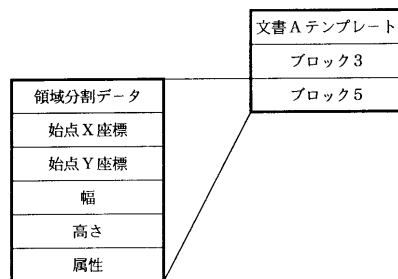 文書Aテンプレート
ブロック3
ブロック5
領域分割データ
始点X座標
始点Y座標
幅
高さ
属性